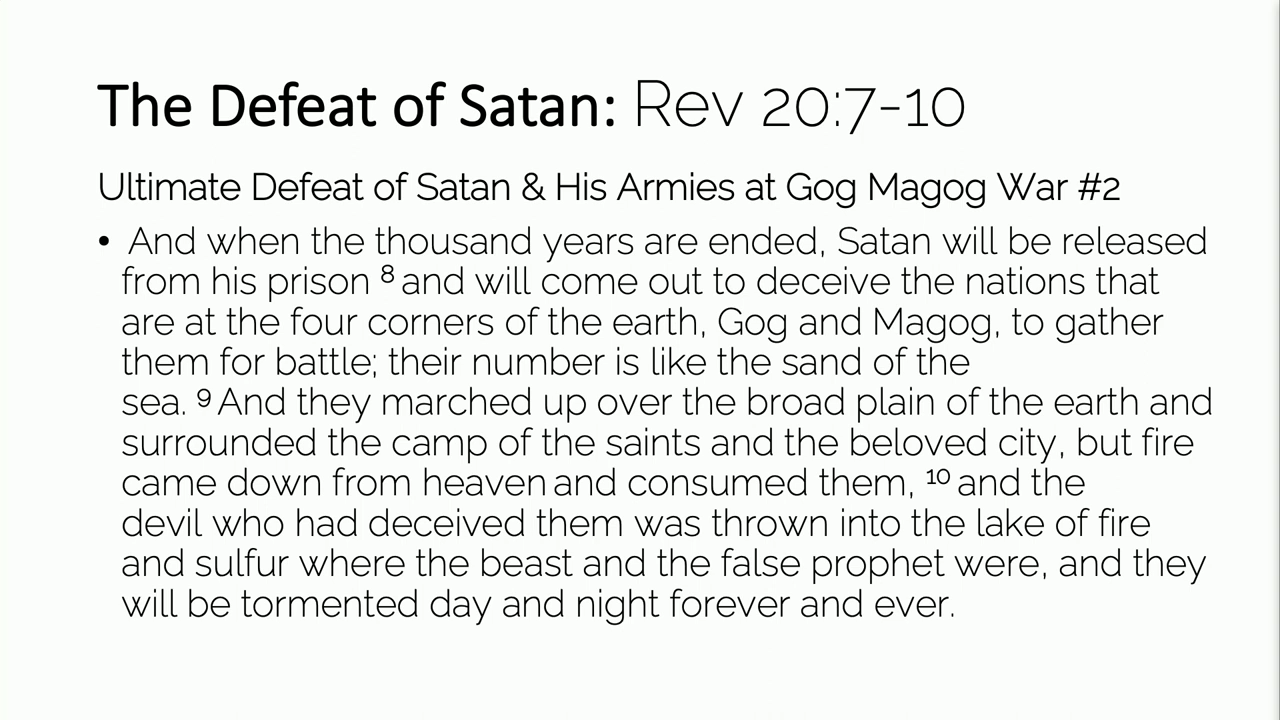 The Defeat of Satan: Rev 20:7-10
Ultimate Defeat of Satan & His Armies at Gog Magog War #2
• And when the thousand years are ended, Satan will be released
from his prison ⁸ and will come out to deceive the nations that
are at the four corners of the earth, Gog and Magog, to gather
them for battle; their number is like the sand of the
sea. ⁹ And they marched up over the broad plain of the earth and
surrounded the camp of the saints and the beloved city, but fire
came down from heaven and consumed them, ¹⁰ and the
devil who had deceived them was thrown into the lake of fire
and sulfur where the beast and the false prophet were, and they
will be tormented day and night forever and ever.